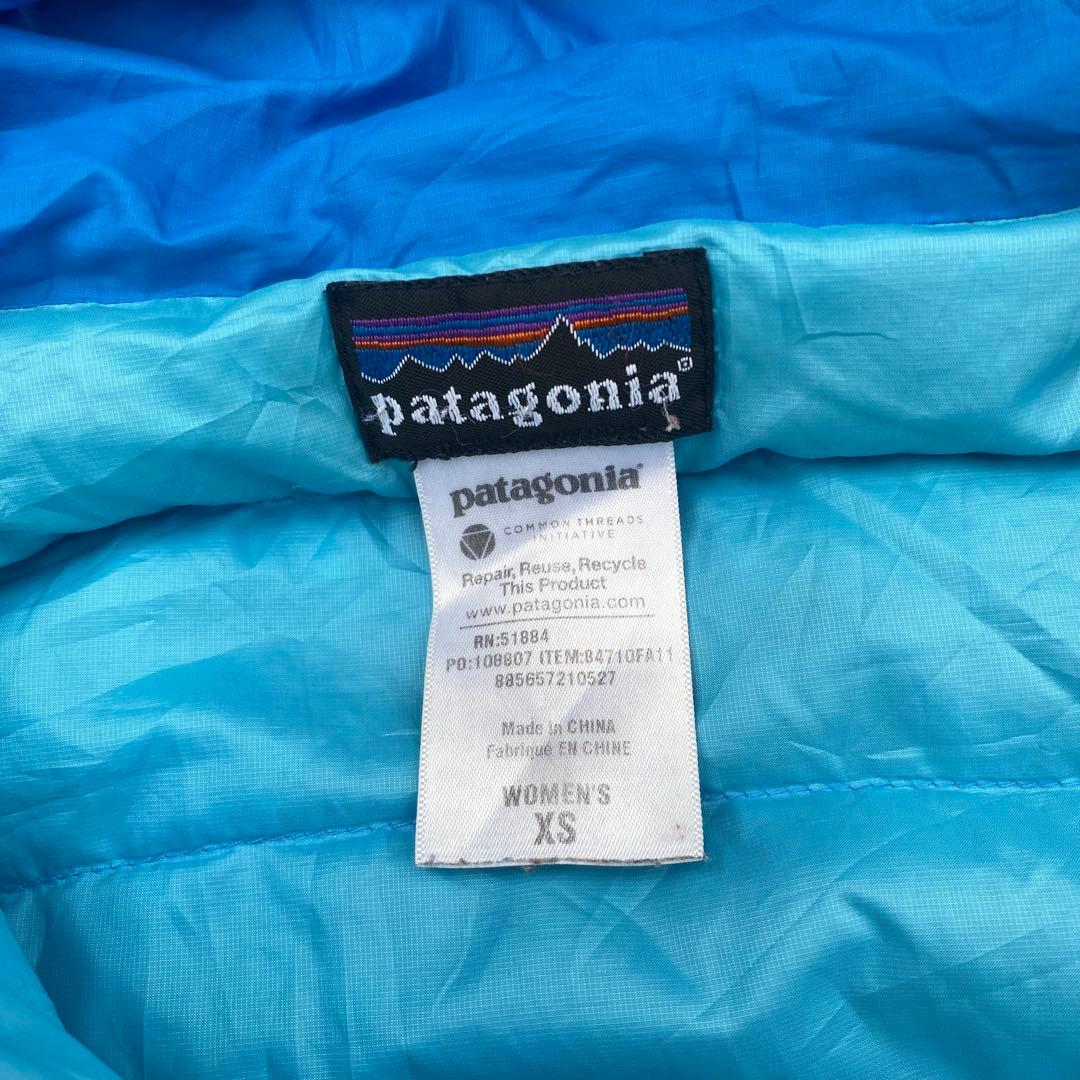 patagonia®
patagonia®
COMMON THREADS
INITIATIVE
Repair, Reuse, Recycle
This Product
www.patagonia.com
RN:51884
PO:108807 ITEM:84710FA11
885657210527
Made in CHINA
Fabriqué EN CHINE
WOMEN'S
XS